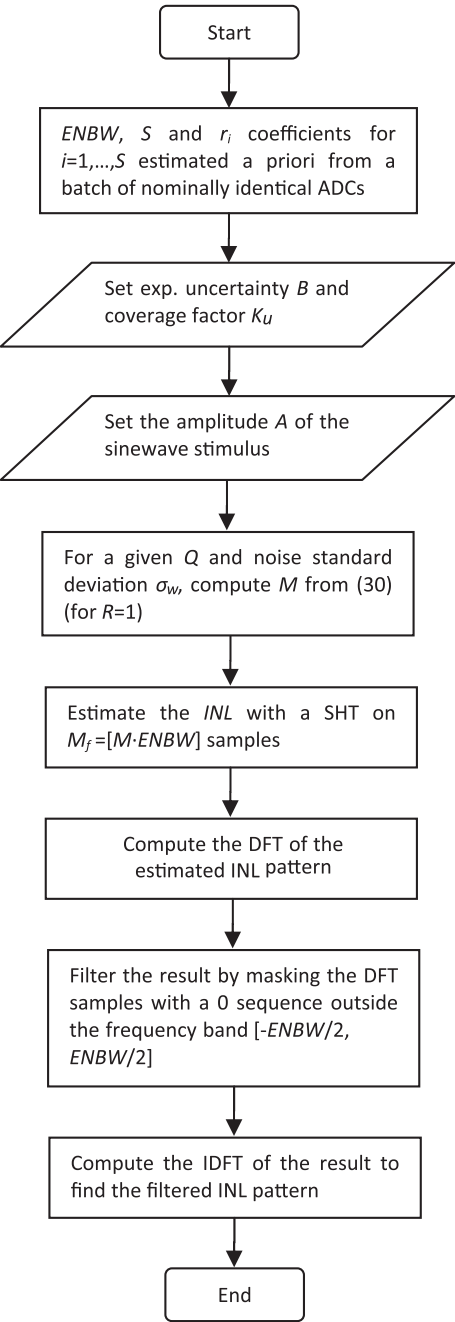 Start
ENBW, S and ri coefficients for
i=1,...,S estimated a priori from a
batch of nominally identical ADCs
Set exp. uncertainty B and
coverage factor Ku
Set the amplitude A of the
sinewave stimulus
For a given Q and noise standard
deviation σw, compute M from (30)
(for R=1)
Estimate the INL with a SHT on
Mf=[M·ENBW] samples
Compute the DFT of the
estimated INL pattern
Filter the result by masking the DFT
samples with a 0 sequence outside
the frequency band [-ENBW/2,
ENBW/2]
Compute the IDFT of the result to
find the filtered INL pattern
End